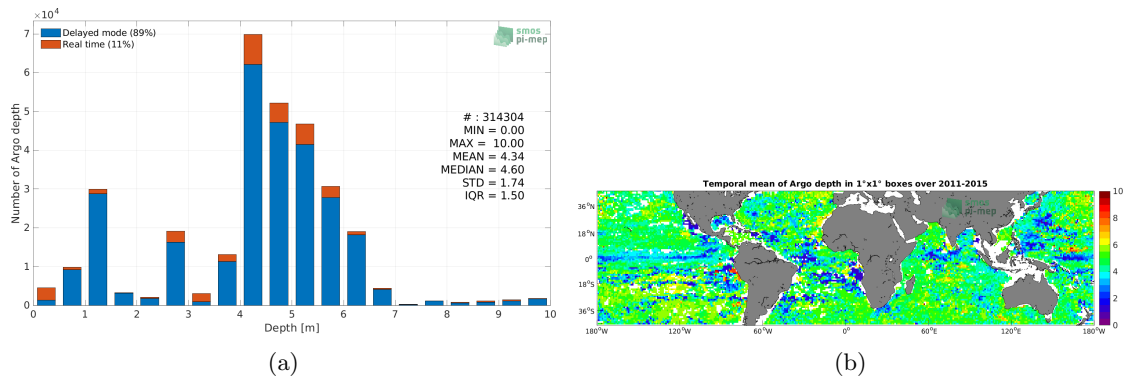 ×10⁴
7
6
5
4
3
2
1
0
Number of Argo depth
Delayed mode (89%)
Real time (11%)
smos
pi-mep
# : 314304
MIN = 0.00
MAX = 10.00
MEAN = 4.34
MEDIAN = 4.60
STD = 1.74
IQR = 1.50
0 1 2 3 4 5 6 7 8 9 10
Depth [m]
(a)
Temporal mean of Argo depth in 1°x1° boxes over 2011-2015
smos
pi-mep
36°N
18°N
0°
18°S
36°S
180°W 120°W 60°W 0° 60°E 120°E 180°W
10
8
6
4
2
0
(b)